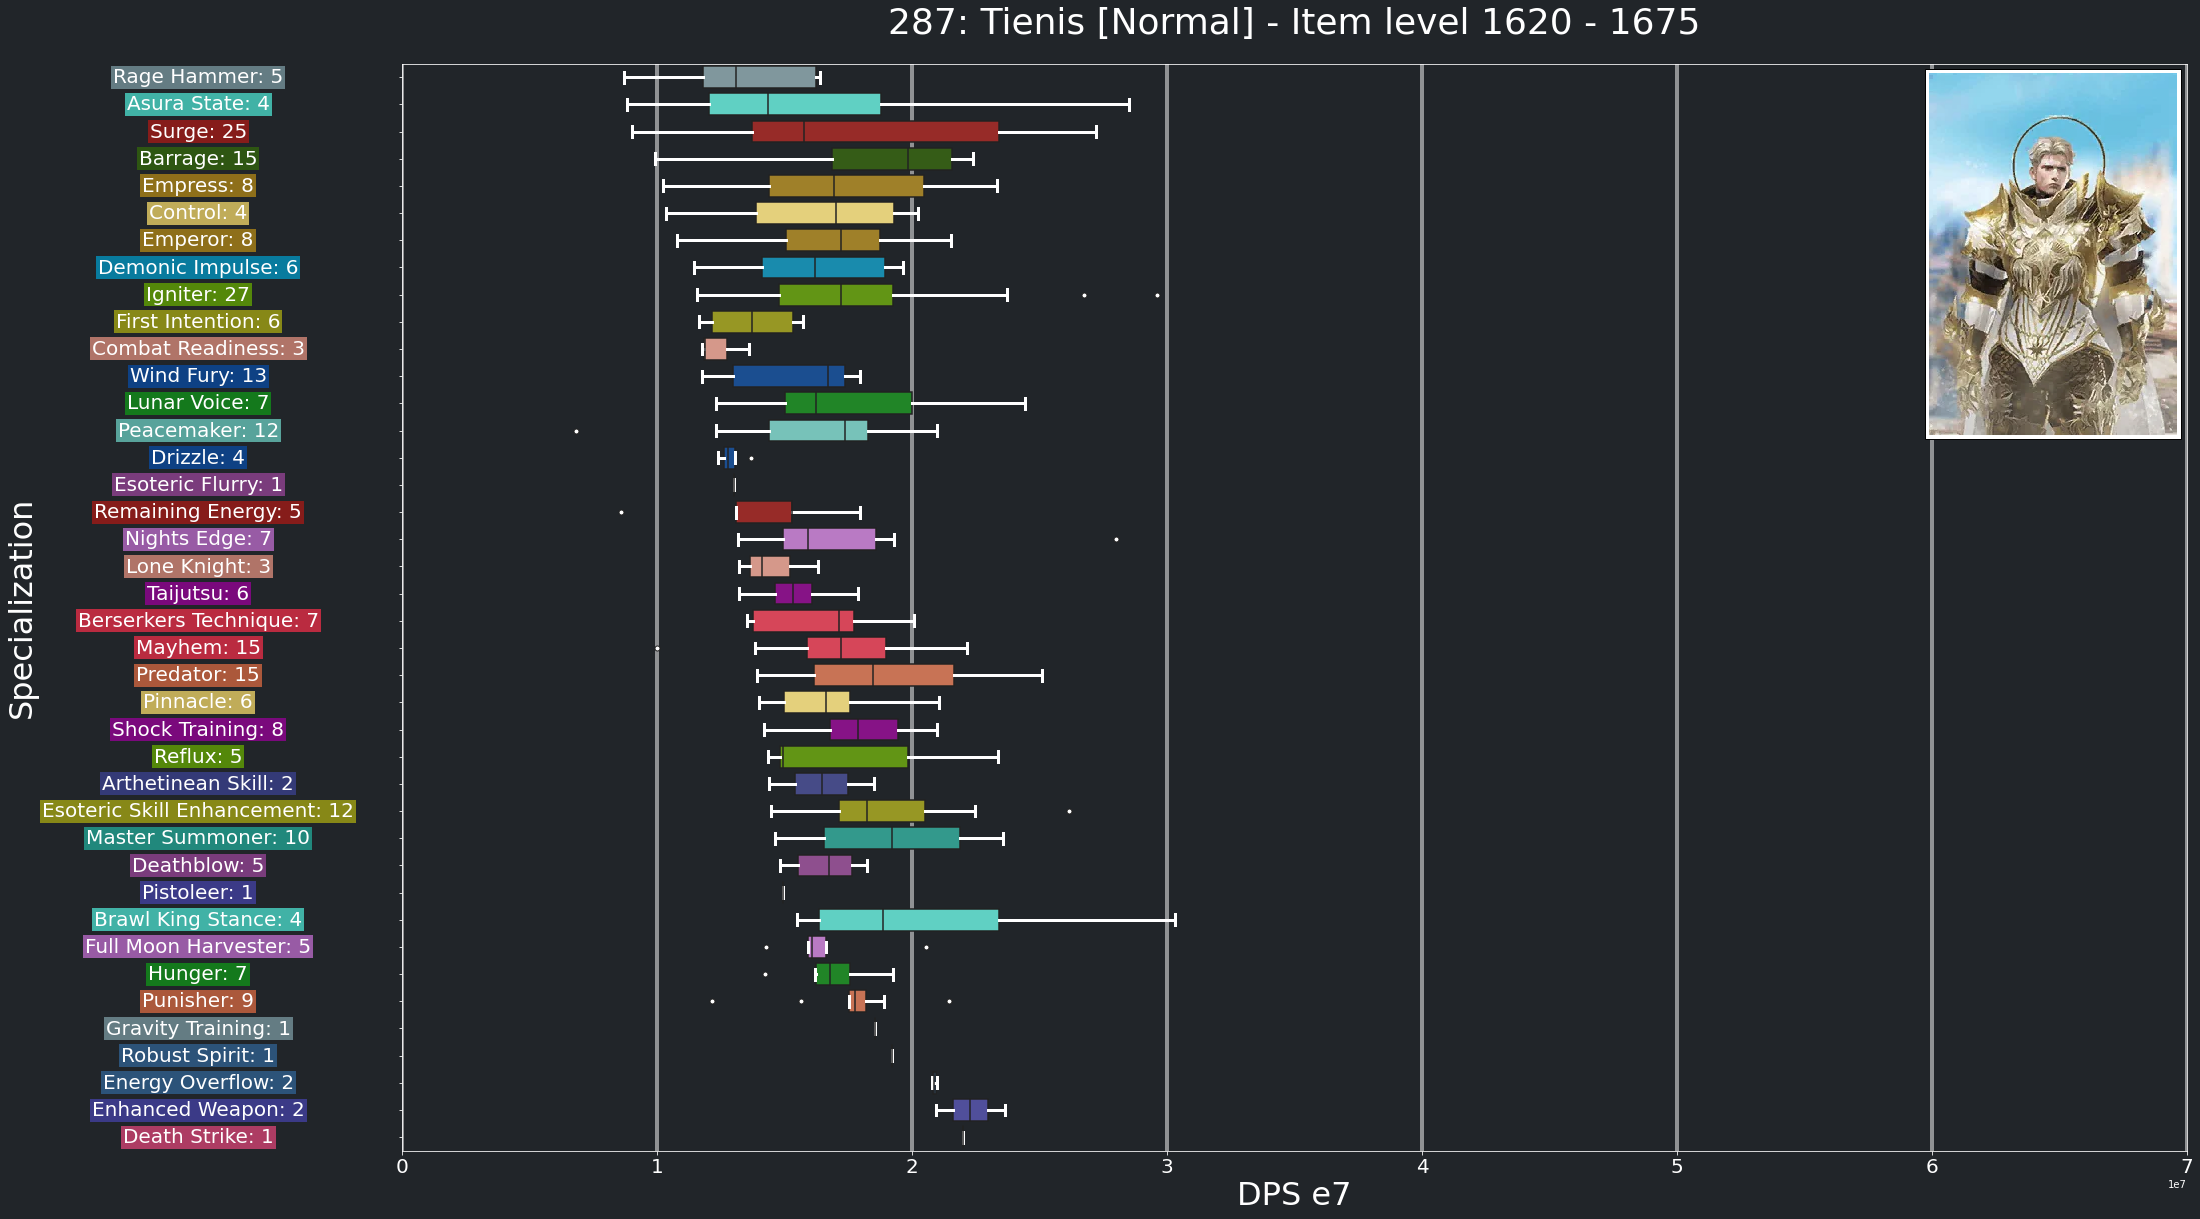 287: Tienis [Normal] - Item level 1620 - 1675
Rage Hammer: 5
Asura State: 4
Surge: 25
Barrage: 15
Empress: 8
Control: 4
Emperor: 8
Demonic Impulse: 6
Igniter: 27
First Intention: 6
Combat Readiness: 3
Wind Fury: 13
Lunar Voice: 7
Peacemaker: 12
Drizzle: 4
Esoteric Flurry: 1
Remaining Energy: 5
Nights Edge: 7
Lone Knight: 3
Taijutsu: 6
Berserkers Technique: 7
Mayhem: 15
Predator: 15
Pinnacle: 6
Shock Training: 8
Reflux: 5
Arthetinean Skill: 2
Esoteric Skill Enhancement: 12
Master Summoner: 10
Deathblow: 5
Pistoleer: 1
Brawl King Stance: 4
Full Moon Harvester: 5
Hunger: 7
Punisher: 9
Gravity Training: 1
Robust Spirit: 1
Energy Overflow: 2
Enhanced Weapon: 2
Death Strike: 1
Specialization
0 1 2 3 4 5 6 7
DPS e7
1e7